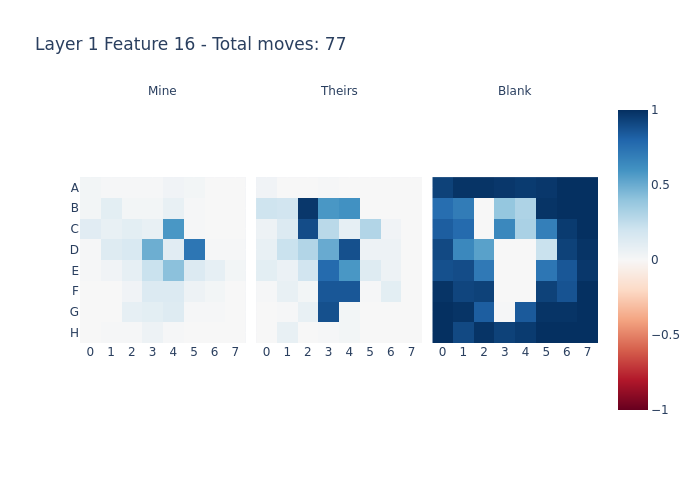 Layer 1 Feature 16 - Total moves: 77
Mine
Theirs
Blank
A
B
C
D
E
F
G
H
0 1 2 3 4 5 6 7
0 1 2 3 4 5 6 7
0 1 2 3 4 5 6 7
1
0.5
0
−0.5
−1